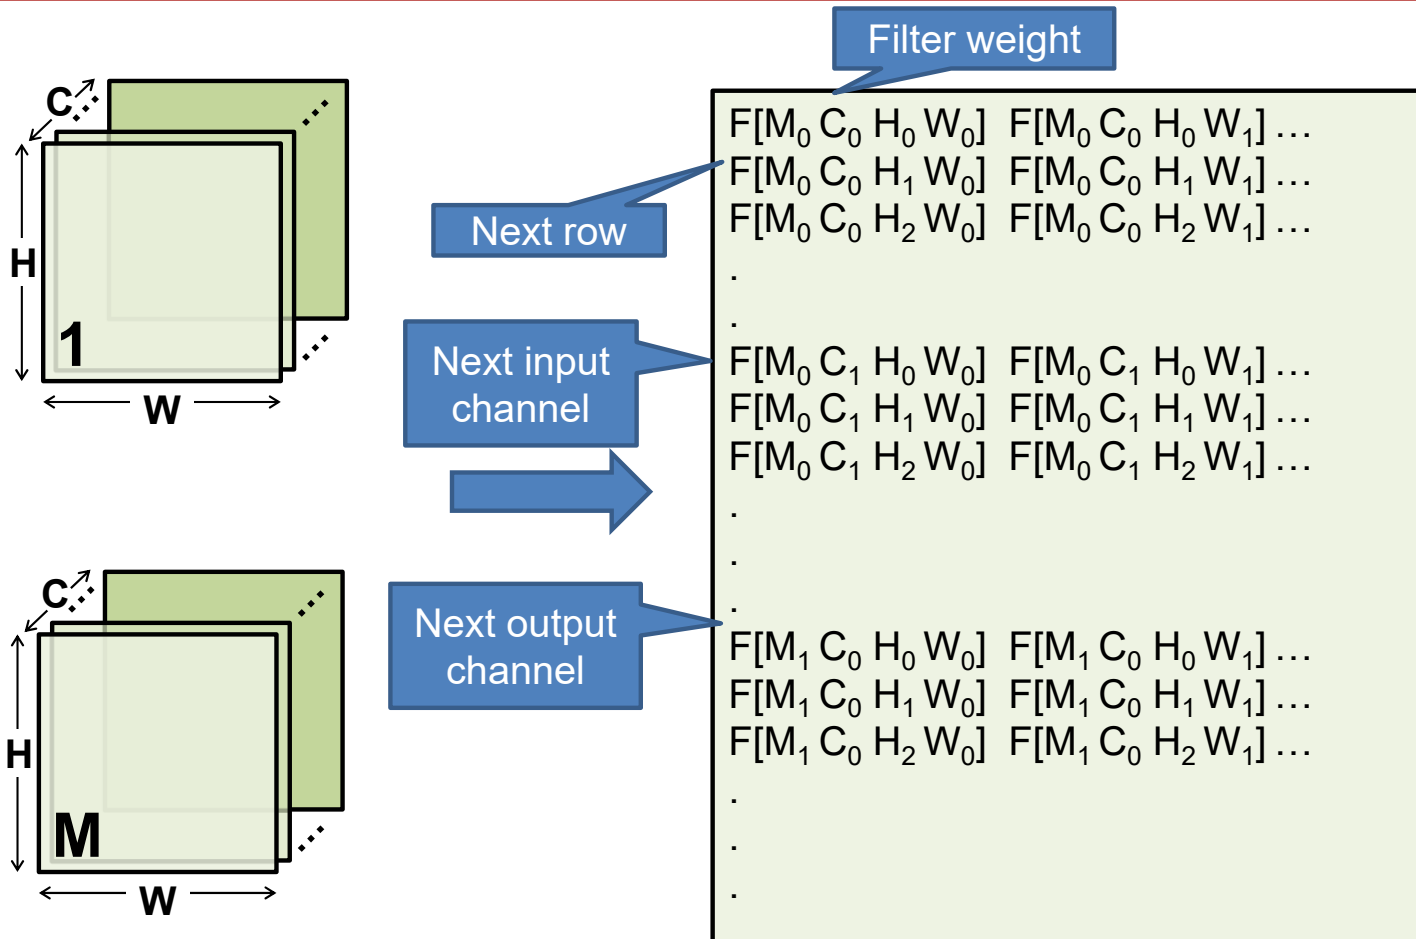 Filter weight
C
H
1
W
Next row
Next input
channel
C
H
M
W
Next output
channel
F[M₀ C₀ H₀ W₀] F[M₀ C₀ H₀ W₁] …
F[M₀ C₀ H₁ W₀] F[M₀ C₀ H₁ W₁] …
F[M₀ C₀ H₂ W₀] F[M₀ C₀ H₂ W₁] …
.
.
F[M₀ C₁ H₀ W₀] F[M₀ C₁ H₀ W₁] …
F[M₀ C₁ H₁ W₀] F[M₀ C₁ H₁ W₁] …
F[M₀ C₁ H₂ W₀] F[M₀ C₁ H₂ W₁] …
.
.
.
F[M₁ C₀ H₀ W₀] F[M₁ C₀ H₀ W₁] …
F[M₁ C₀ H₁ W₀] F[M₁ C₀ H₁ W₁] …
F[M₁ C₀ H₂ W₀] F[M₁ C₀ H₂ W₁] …
.
.
.